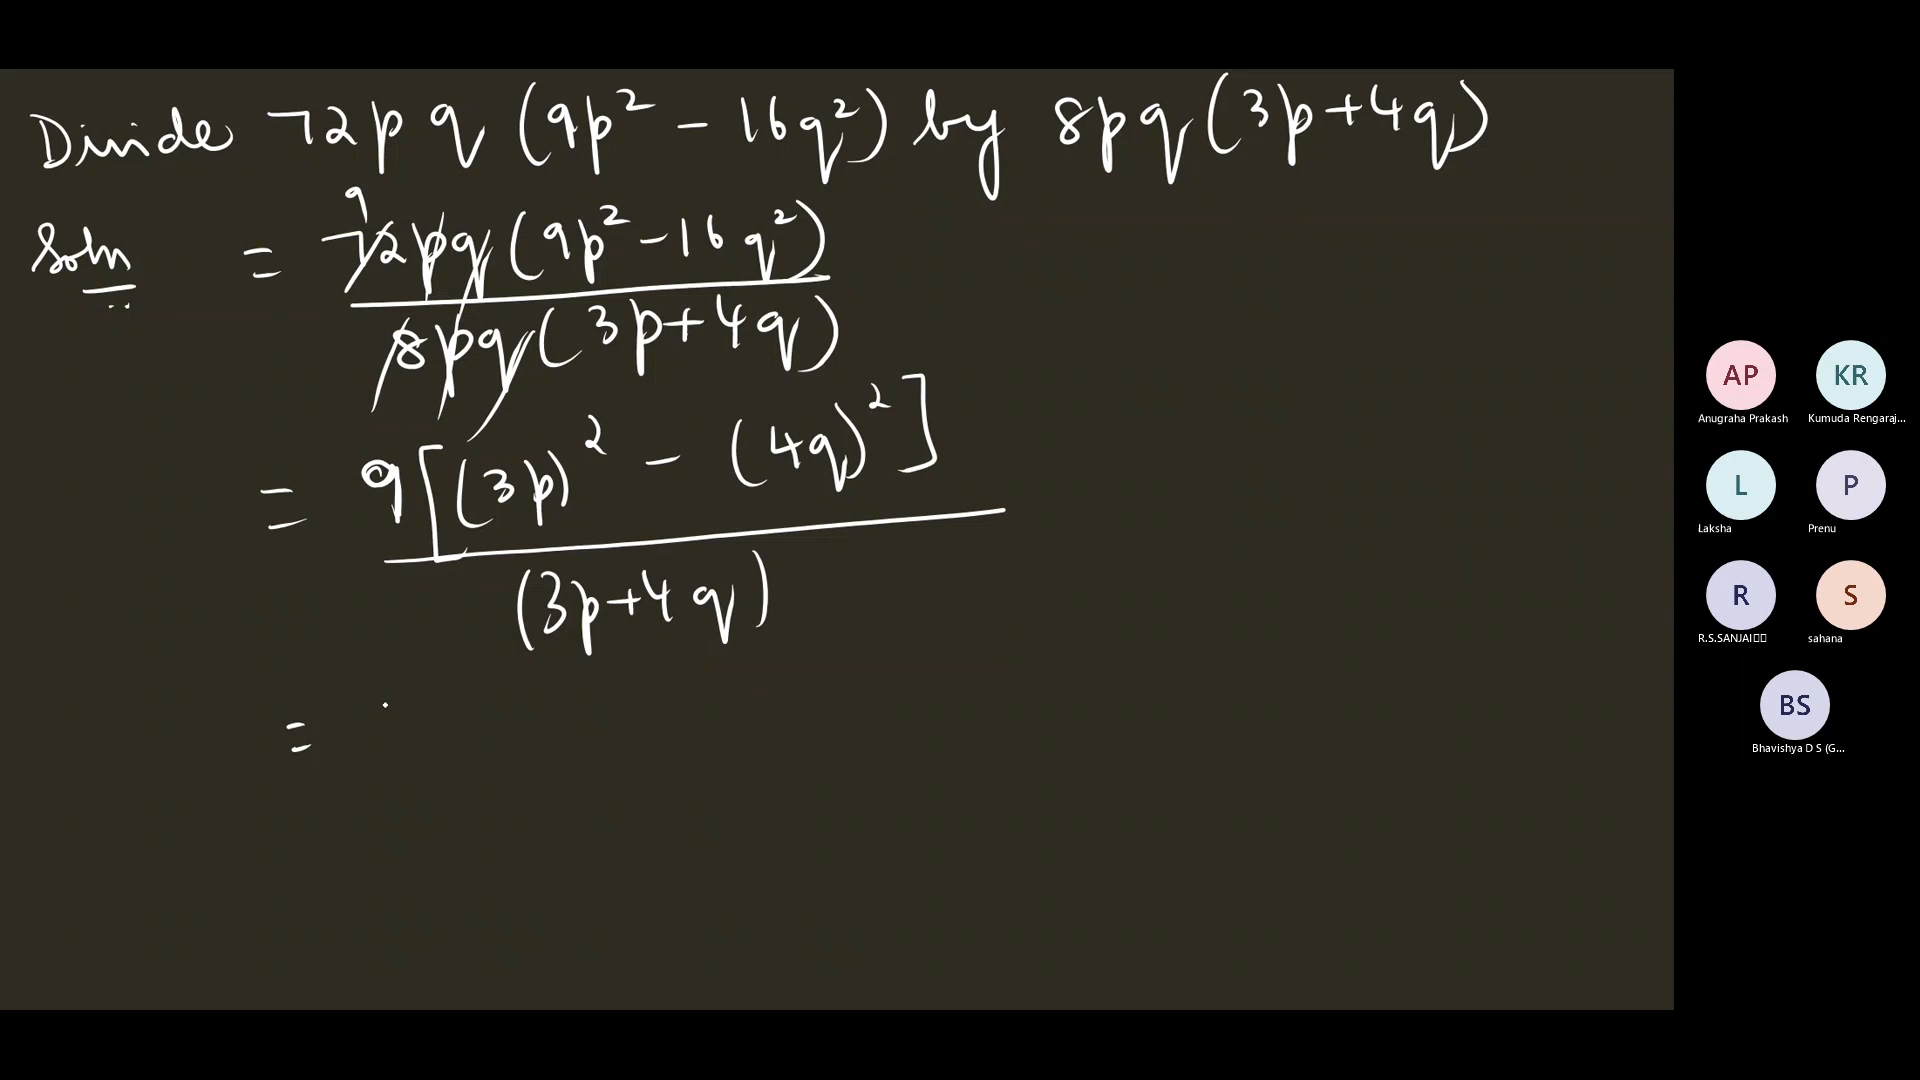 Divide 72pq (9p² - 16q²) by 8pq (3p+4q)
Soln = 9
72pq (9p² - 16q²)
8pq (3p+4q)
= 9[(3p)² - (4q)²]
(3p+4q)
=
AP KR
Anugraha Prakash Kumuda Rengaraj...
L P
Laksha Prenu
R S
R.S.SANJAI sahana
BS
Bhavishya D S (G...